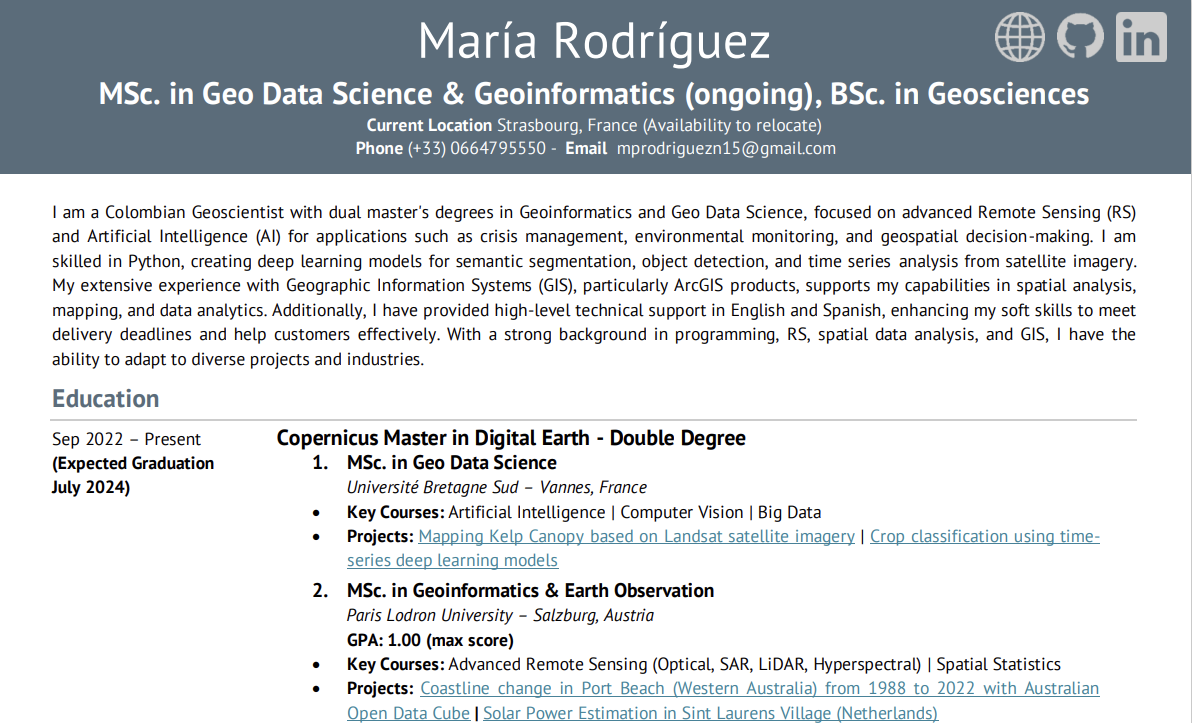 María Rodríguez
in
MSc. in Geo Data Science & Geoinformatics (ongoing), BSc. in Geosciences
Current Location Strasbourg, France (Availability to relocate)
Phone (+33) 0664795550 - Email mprodriguezn15@gmail.com
I am a Colombian Geoscientist with dual master's degrees in Geoinformatics and Geo Data Science, focused on advanced Remote Sensing (RS)
and Artificial Intelligence (AI) for applications such as crisis management, environmental monitoring, and geospatial decision-making. I am
skilled in Python, creating deep learning models for semantic segmentation, object detection, and time series analysis from satellite imagery.
My extensive experience with Geographic Information Systems (GIS), particularly ArcGIS products, supports my capabilities in spatial analysis,
mapping, and data analytics. Additionally, I have provided high-level technical support in English and Spanish, enhancing my soft skills to meet
delivery deadlines and help customers effectively. With a strong background in programming, RS, spatial data analysis, and GIS, I have the
ability to adapt to diverse projects and industries.
Education
Sep 2022 – Present
(Expected Graduation
July 2024)
Copernicus Master in Digital Earth - Double Degree
1. MSc. in Geo Data Science
Université Bretagne Sud – Vannes, France
• Key Courses: Artificial Intelligence | Computer Vision | Big Data
• Projects: Mapping Kelp Canopy based on Landsat satellite imagery | Crop classification using time-
series deep learning models
2. MSc. in Geoinformatics & Earth Observation
Paris Lodron University – Salzburg, Austria
GPA: 1.00 (max score)
• Key Courses: Advanced Remote Sensing (Optical, SAR, LiDAR, Hyperspectral) | Spatial Statistics
• Projects: Coastline change in Port Beach (Western Australia) from 1988 to 2022 with Australian
Open Data Cube | Solar Power Estimation in Sint Laurens Village (Netherlands)